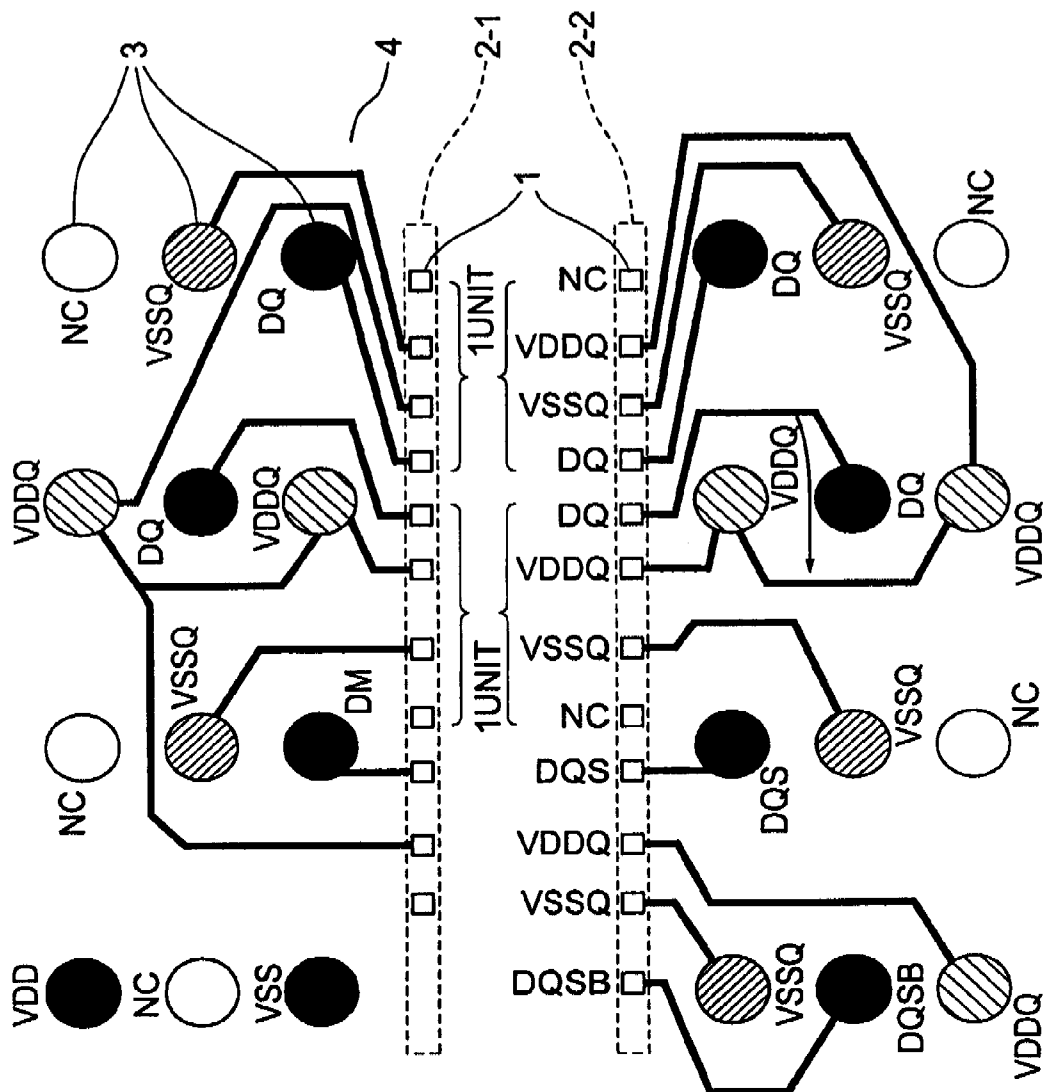 3
4
2-1
2-2
1
NC
VSSQ
DQ
VDDQ
DQ
VDDQ
NC
VSSQ
DM
VDD
NC
VSS
1UNIT
1UNIT
NC
VDDQ
VSSQ
DQ
DQ
VDDQ
VSSQ
NC
DQS
VDDQ
VSSQ
DQSB
DQ
VSSQ
NC
VDDQ
DQ
VDDQ
DQS
VSSQ
NC
VSSQ
DQSB
VDDQ